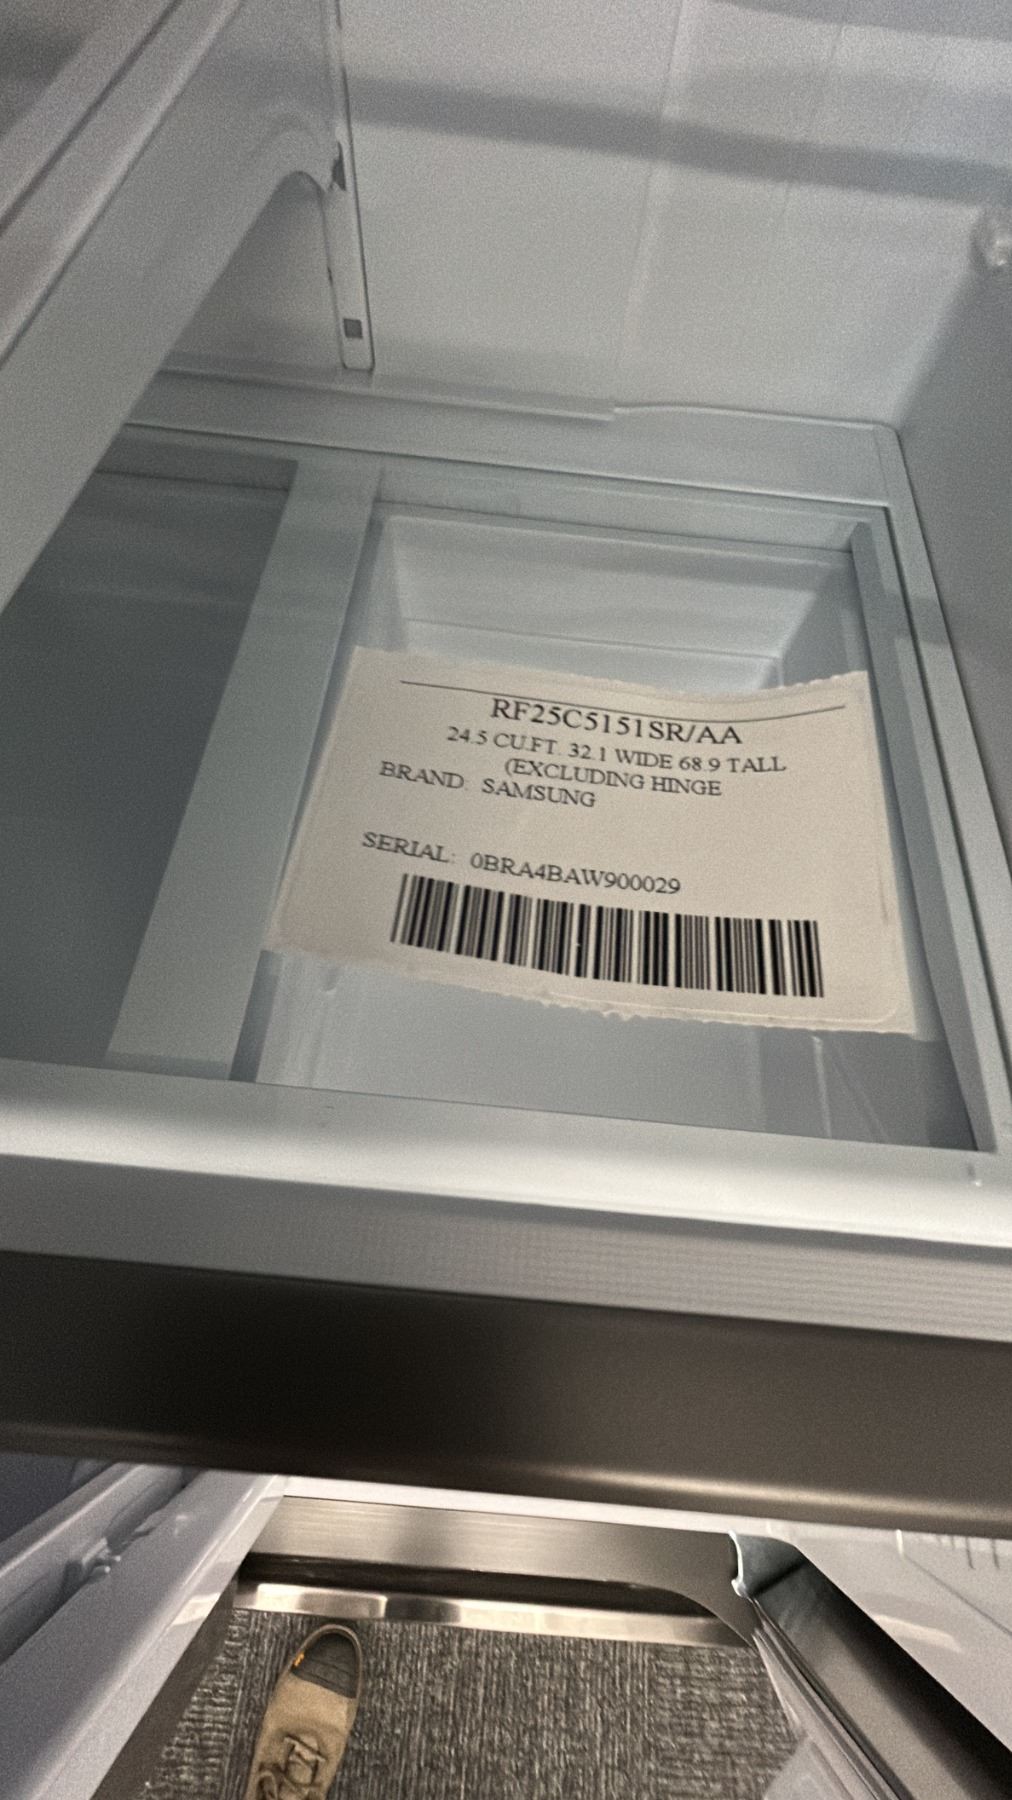 RF25C5151SR/AA
24.5 CU.FT. 32.1 WIDE 68.9 TALL
(EXCLUDING HINGE
BRAND: SAMSUNG
SERIAL: 0BRA4BAW900029